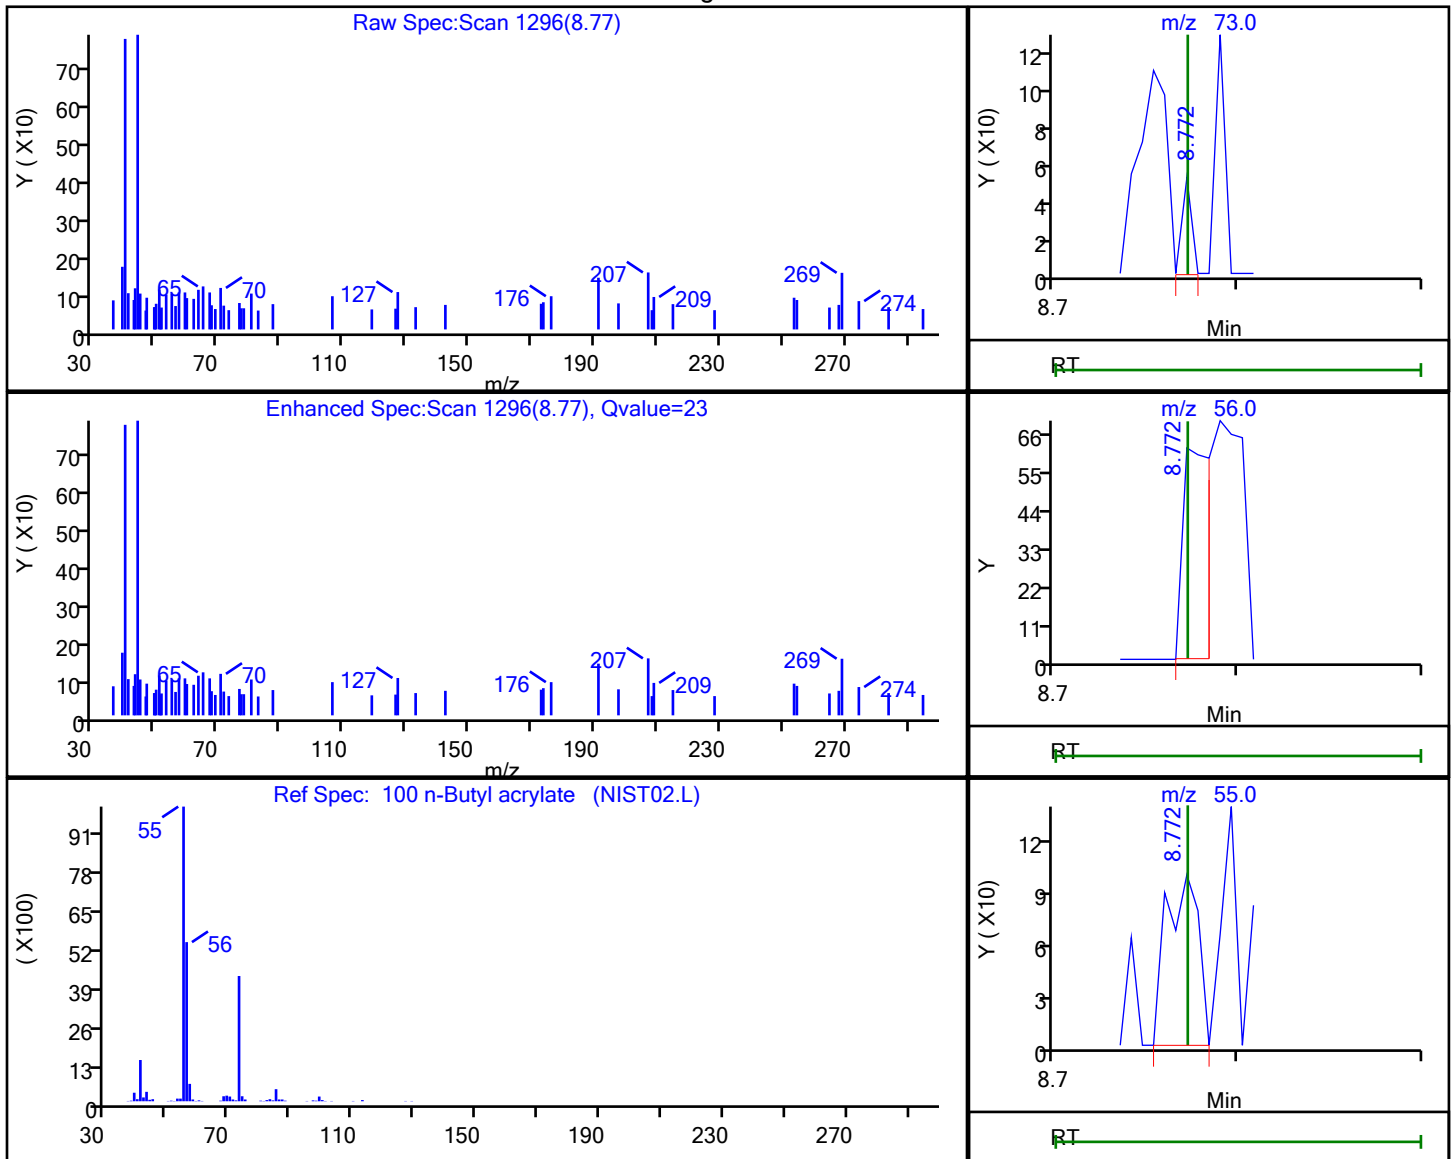 Raw Spec:Scan 1296(8.77)
Y ( X10)
70
60
50
40
30
20
10
0
65
70
127
176
207
209
269
274
30 70 110 150 190 230 270
m/z
m/z 73.0
Y ( X10)
12
10
8
6
4
2
0
8.772
8.7
Min
RT
Enhanced Spec:Scan 1296(8.77), Qvalue=23
Y ( X10)
70
60
50
40
30
20
10
0
65
70
127
176
207
209
269
274
30 70 110 150 190 230 270
m/z
m/z 56.0
Y
66
55
44
33
22
11
0
8.772
8.7
Min
RT
Ref Spec: 100 n-Butyl acrylate (NIST02.L)
( X100)
91
78
65
52
39
26
13
0
55
56
30 70 110 150 190 230 270
m/z 55.0
Y ( X10)
12
9
6
3
0
8.772
8.7
Min
RT